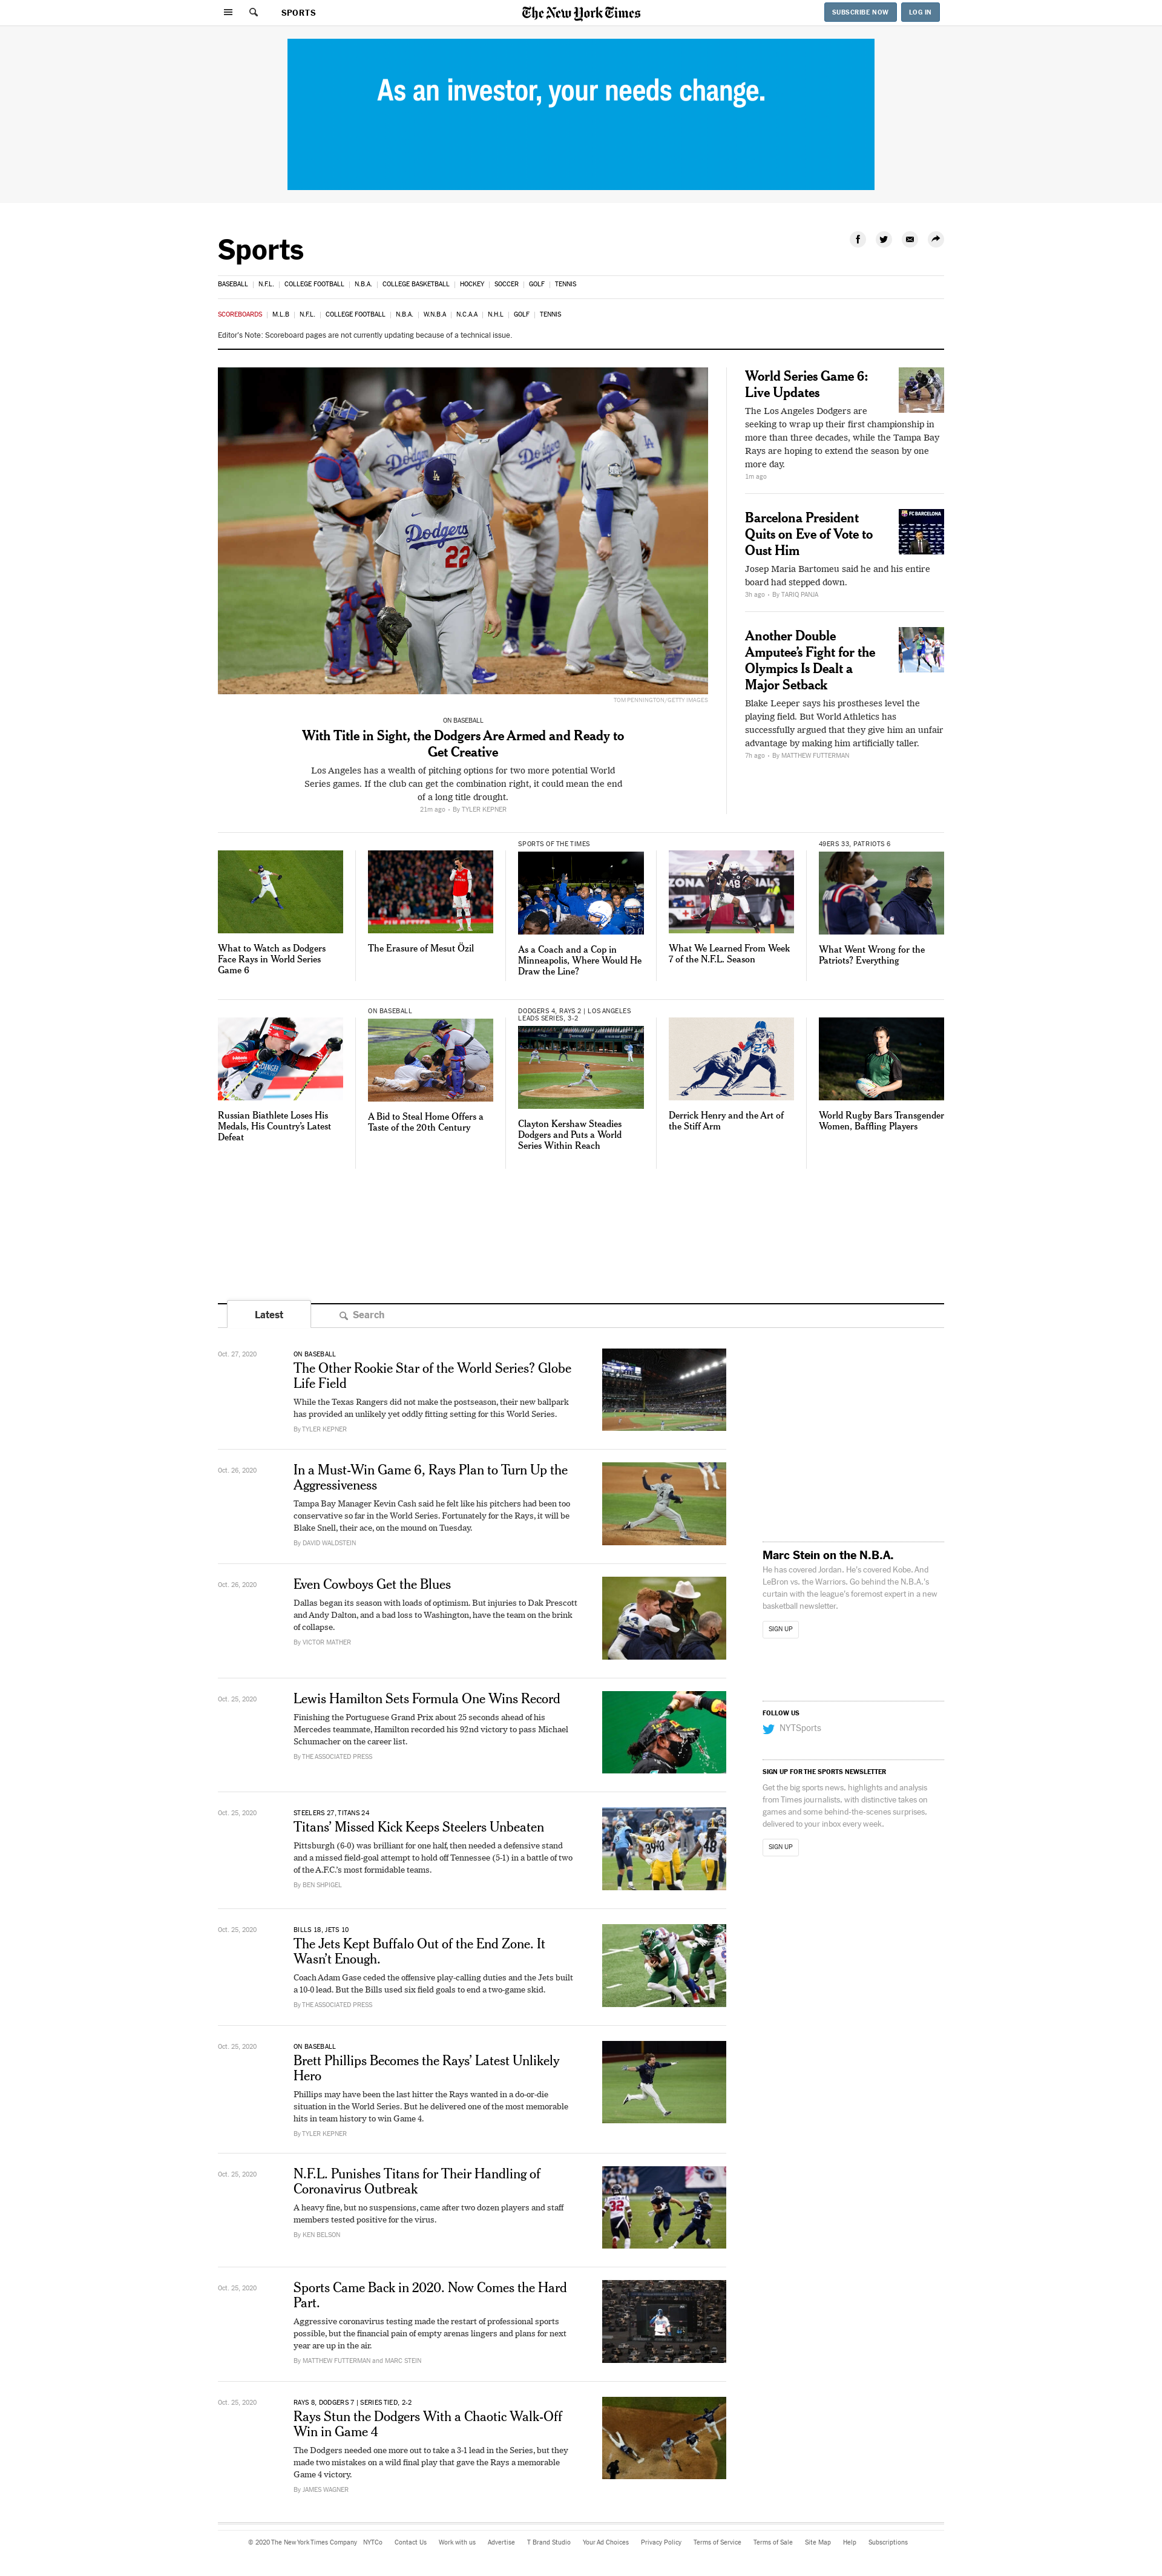 SPORTS
The New York Times
SUBSCRIBE NOW
LOG IN
As an investor, your needs change.
Sports
BASEBALL
N.F.L.
COLLEGE FOOTBALL
N.B.A.
COLLEGE BASKETBALL
HOCKEY
SOCCER
GOLF
TENNIS
SCOREBOARDS
M.L.B
N.F.L.
COLLEGE FOOTBALL
N.B.A.
W.N.B.A
N.C.A.A
N.H.L
GOLF
TENNIS
Editor's Note: Scoreboard pages are not currently updating because of a technical issue.
Dodgers
22
TOM PENNINGTON/GETTY IMAGES
ON BASEBALL
With Title in Sight, the Dodgers Are Armed and Ready to
Get Creative
Los Angeles has a wealth of pitching options for two more potential World
Series games. If the club can get the combination right, it could mean the end
of a long title drought.
21m ago • By TYLER KEPNER
World Series Game 6:
Live Updates
The Los Angeles Dodgers are
seeking to wrap up their first championship in
more than three decades, while the Tampa Bay
Rays are hoping to extend the season by one
more day.
1m ago
Barcelona President
Quits on Eve of Vote to
Oust Him
FC BARCELONA
Josep Maria Bartomeu said he and his entire
board had stepped down.
3h ago • By TARIQ PANJA
Another Double
Amputee's Fight for the
Olympics Is Dealt a
Major Setback
Blake Leeper says his prostheses level the
playing field. But World Athletics has
successfully argued that they give him an unfair
advantage by making him artificially taller.
7h ago • By MATTHEW FUTTERMAN
What to Watch as Dodgers
Face Rays in World Series
Game 6
The Erasure of Mesut Özil
SPORTS OF THE TIMES
As a Coach and a Cop in
Minneapolis, Where Would He
Draw the Line?
What We Learned From Week
7 of the N.F.L. Season
49ERS 33, PATRIOTS 6
What Went Wrong for the
Patriots? Everything
Russian Biathlete Loses His
Medals, His Country's Latest
Defeat
ON BASEBALL
A Bid to Steal Home Offers a
Taste of the 20th Century
DODGERS 4, RAYS 2 | LOS ANGELES
LEADS SERIES, 3-2
Clayton Kershaw Steadies
Dodgers and Puts a World
Series Within Reach
Derrick Henry and the Art of
the Stiff Arm
World Rugby Bars Transgender
Women, Baffling Players
Latest
Search
Oct. 27, 2020
ON BASEBALL
The Other Rookie Star of the World Series? Globe
Life Field
While the Texas Rangers did not make the postseason, their new ballpark
has provided an unlikely yet oddly fitting setting for this World Series.
By TYLER KEPNER
Oct. 26, 2020
In a Must-Win Game 6, Rays Plan to Turn Up the
Aggressiveness
Tampa Bay Manager Kevin Cash said he felt like his pitchers had been too
conservative so far in the World Series. Fortunately for the Rays, it will be
Blake Snell, their ace, on the mound on Tuesday.
By DAVID WALDSTEIN
Oct. 26, 2020
Even Cowboys Get the Blues
Dallas began its season with loads of optimism. But injuries to Dak Prescott
and Andy Dalton, and a bad loss to Washington, have the team on the brink
of collapse.
By VICTOR MATHER
Oct. 25, 2020
Lewis Hamilton Sets Formula One Wins Record
Finishing the Portuguese Grand Prix about 25 seconds ahead of his
Mercedes teammate, Hamilton recorded his 92nd victory to pass Michael
Schumacher on the career list.
By THE ASSOCIATED PRESS
Oct. 25, 2020
STEELERS 27, TITANS 24
Titans' Missed Kick Keeps Steelers Unbeaten
Pittsburgh (6-0) was brilliant for one half, then needed a defensive stand
and a missed field-goal attempt to hold off Tennessee (5-1) in a battle of two
of the A.F.C.'s most formidable teams.
By BEN SHPIGEL
Oct. 25, 2020
BILLS 18, JETS 10
The Jets Kept Buffalo Out of the End Zone. It
Wasn't Enough.
Coach Adam Gase ceded the offensive play-calling duties and the Jets built
a 10-0 lead. But the Bills used six field goals to end a two-game skid.
By THE ASSOCIATED PRESS
Oct. 25, 2020
ON BASEBALL
Brett Phillips Becomes the Rays' Latest Unlikely
Hero
Phillips may have been the last hitter the Rays wanted in a do-or-die
situation in the World Series. But he delivered one of the most memorable
hits in team history to win Game 4.
By TYLER KEPNER
Oct. 25, 2020
N.F.L. Punishes Titans for Their Handling of
Coronavirus Outbreak
A heavy fine, but no suspensions, came after two dozen players and staff
members tested positive for the virus.
By KEN BELSON
Oct. 25, 2020
Sports Came Back in 2020. Now Comes the Hard
Part.
Aggressive coronavirus testing made the restart of professional sports
possible, but the financial pain of empty arenas lingers and plans for next
year are up in the air.
By MATTHEW FUTTERMAN and MARC STEIN
Oct. 25, 2020
RAYS 8, DODGERS 7 | SERIES TIED, 2-2
Rays Stun the Dodgers With a Chaotic Walk-Off
Win in Game 4
The Dodgers needed one more out to take a 3-1 lead in the Series, but they
made two mistakes on a wild final play that gave the Rays a memorable
Game 4 victory.
By JAMES WAGNER
Marc Stein on the N.B.A.
He has covered Jordan. He's covered Kobe. And
LeBron vs. the Warriors. Go behind the N.B.A.'s
curtain with the league's foremost expert in a new
basketball newsletter.
SIGN UP
FOLLOW US
NYTSports
SIGN UP FOR THE SPORTS NEWSLETTER
Get the big sports news, highlights and analysis
from Times journalists, with distinctive takes on
games and some behind-the-scenes surprises,
delivered to your inbox every week.
SIGN UP
© 2020 The New York Times Company
NYTCo
Contact Us
Work with us
Advertise
T Brand Studio
Your Ad Choices
Privacy Policy
Terms of Service
Terms of Sale
Site Map
Help
Subscriptions